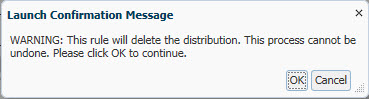 Launch Confirmation Message
WARNING: This rule will delete the distribution. This process cannot be
undone. Please click OK to continue.
OK Cancel